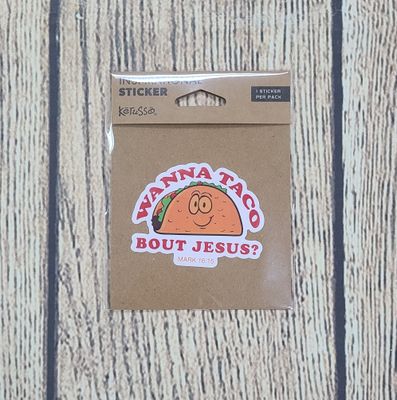 INSPIRATIONAL
STICKER
Kerusso
1 STICKER
PER PACK
WANNA TACO
BOUT JESUS?
MARK 16:15